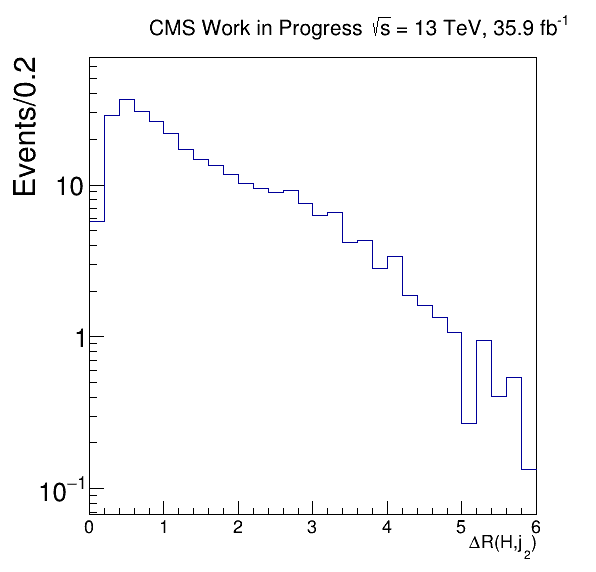 CMS Work in Progress √s = 13 TeV, 35.9 fb⁻¹
Events/0.2
10
1
10⁻¹
0 1 2 3 4 5 6
ΔR(H,j₂)